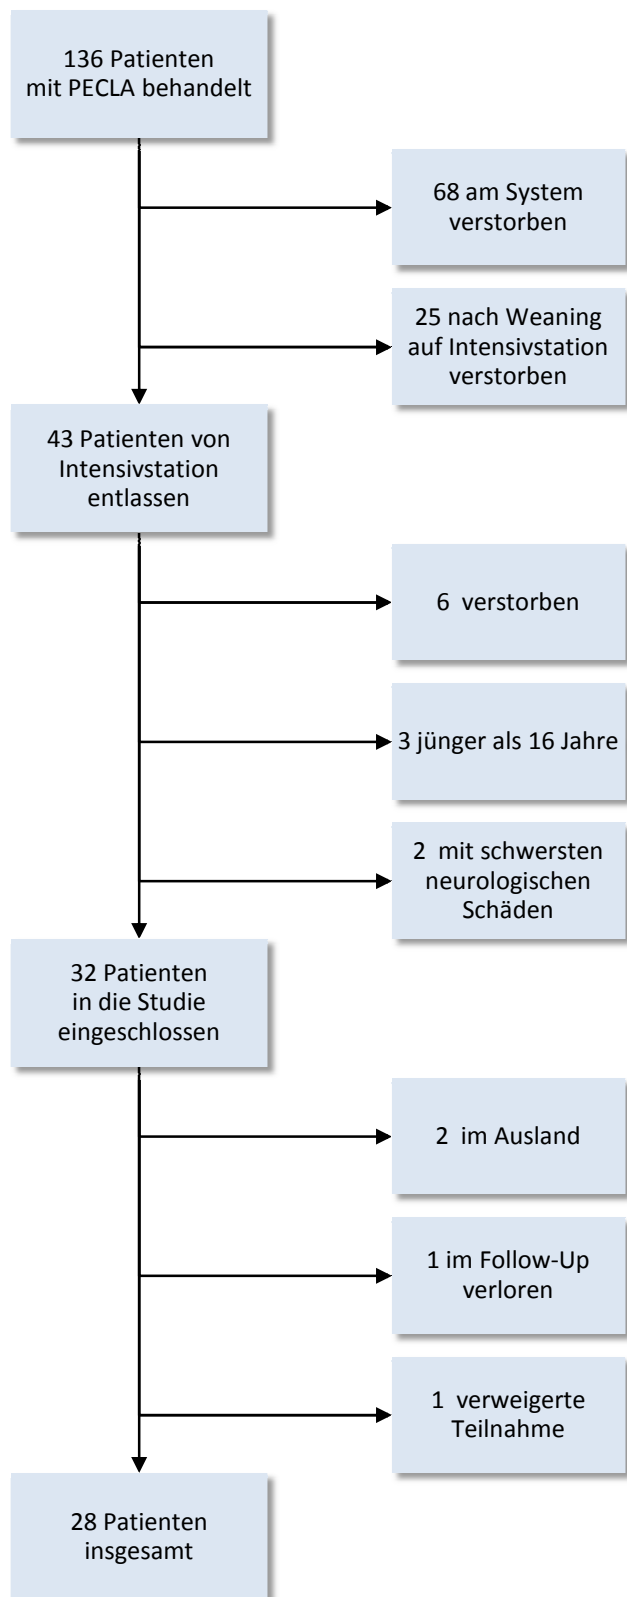 136 Patienten
mit PECLA behandelt
68 am System
verstorben
25 nach Weaning
auf Intensivstation
verstorben
43 Patienten von
Intensivstation
entlassen
6 verstorben
3 jünger als 16 Jahre
2 mit schwersten
neurologischen
Schäden
32 Patienten
in die Studie
eingeschlossen
2 im Ausland
1 im Follow-Up
verloren
1 verweigerte
Teilnahme
28 Patienten
insgesamt